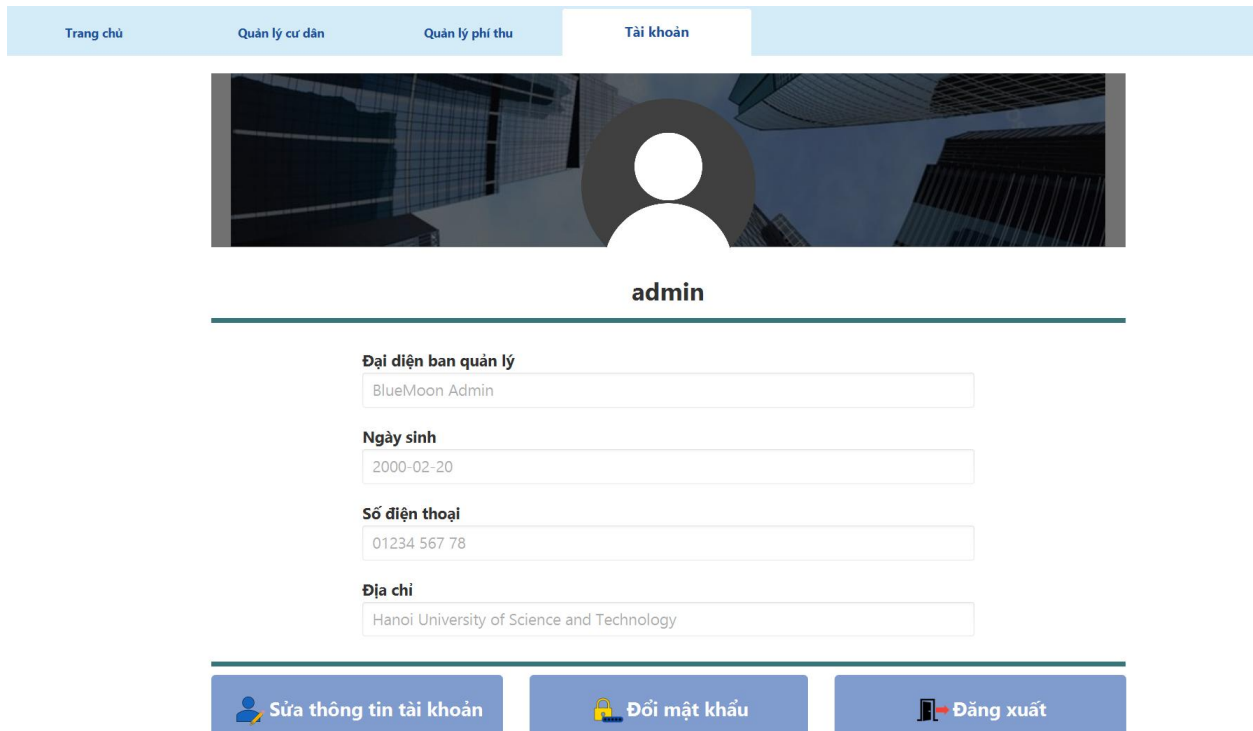 Trang chủ Quản lý cư dân Quản lý phí thu Tài khoản
admin
Đại diện ban quản lý
BlueMoon Admin
Ngày sinh
2000-02-20
Số điện thoại
01234 567 78
Địa chỉ
Hanoi University of Science and Technology
Sửa thông tin tài khoản Đổi mật khẩu Đăng xuất